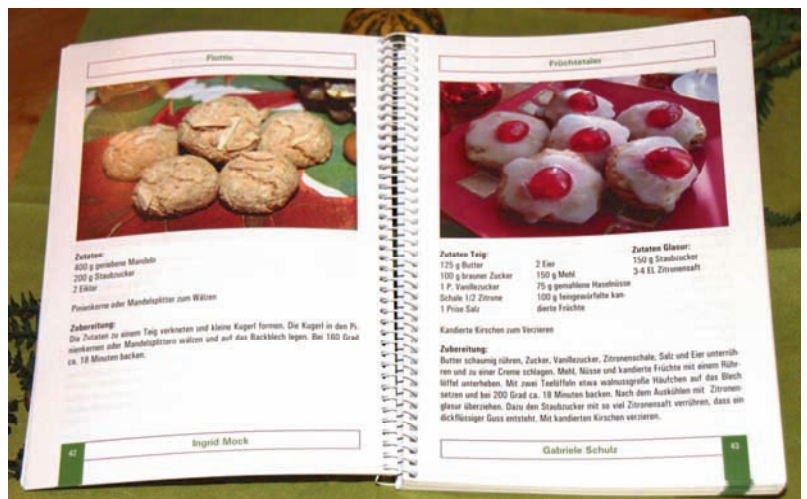 Fiornis
Zutaten:
400 g geriebene Mandeln
200 g Staubzucker
2 Eiklar
Pinienkerne oder Mandelsplitter zum Wälzen
Zubereitung:
Die Zutaten zu einem Teig verkneten und kleine Kugerl formen. Die Kugerl in den Pi-
nienkernen oder Mandelsplittern wälzen und auf das Backblech legen. Bei 160 Grad
ca. 18 Minuten backen.
42
Ingrid Mock
Früchtetaler
Zutaten Taig:
125 g Butter
100 g brauner Zucker
1 P. Vanillezucker
Schale 1/2 Zitrone
1 Prise Salz
2 Eier
150 g Mehl
75 g gemahlene Haselnüsse
100 g feingewürfelte kan-
dierte Früchte
Zutaten Glasur:
150 g Staubzucker
3-4 EL Zitronensaft
Kandierte Kirschen zum Verzieren
Zubereitung:
Butter schaumig rühren, Zucker, Vanillezucker, Zitronenschale, Salz und Eier unterrüh-
ren und zu einer Creme schlagen. Mehl, Nüsse und kandierte Früchte mit einem Rühr-
löffel unterheben. Mit zwei Teelöffeln etwa walnussgroße Häufchen auf das Blech
setzen und bei 200 Grad ca. 18 Minuten backen. Nach dem Auskühlen mit Zitronen-
glasur überziehen. Dazu den Staubzucker mit so viel Zitronensaft verrühren, dass ein
dickflüssiger Guss entsteht. Mit kandierten Kirschen verzieren.
Gabriele Schulz
43